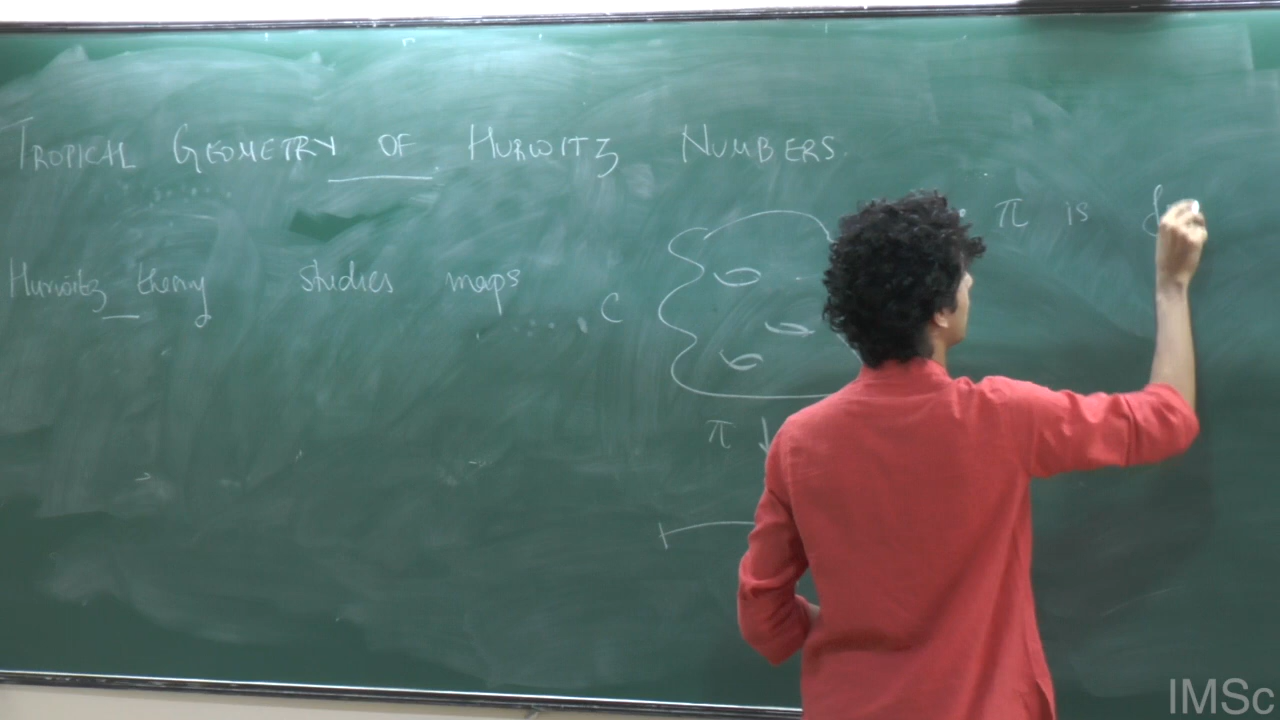 TROPICAL GEOMETRY OF HURWITZ NUMBERS.
Hurwitz theory studies maps
C
π
π is
IMSc